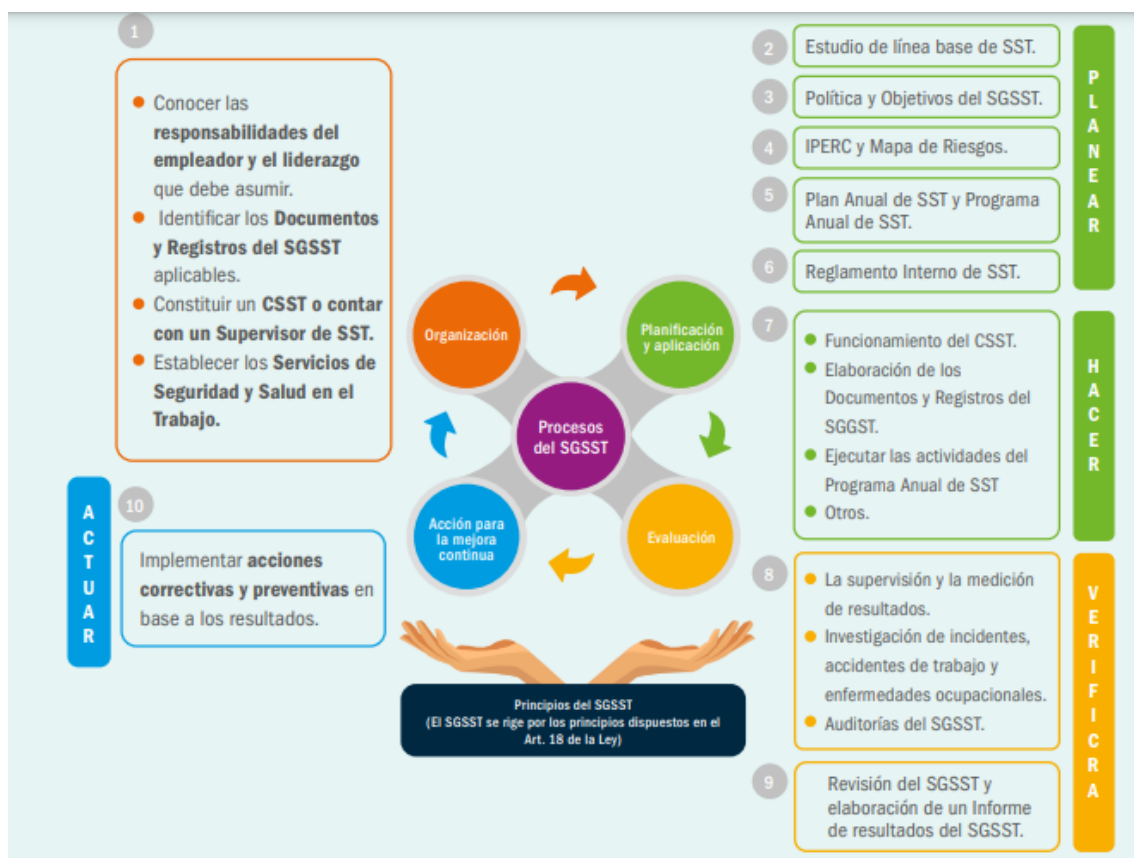 1
Conocer las
responsabilidades del
empleador y el liderazgo
que debe asumir.
Identificar los Documentos
y Registros del SGSST
aplicables.
Constituir un CSST o contar
con un Supervisor de SST.
Establecer los Servicios de
Seguridad y Salud en el
Trabajo.
2
Estudio de línea base de SST.
3
Política y Objetivos del SGSST.
4
IPERC y Mapa de Riesgos.
5
Plan Anual de SST y Programa
Anual de SST.
6
Reglamento Interno de SST.
PLANEAR
7
Funcionamiento del CSST.
Elaboración de los
Documentos y Registros del
SGGST.
Ejecutar las actividades del
Programa Anual de SST
Otros.
HACER
8
La supervisión y la medición
de resultados.
Investigación de incidentes,
accidentes de trabajo y
enfermedades ocupacionales.
Auditorías del SGSST.
9
Revisión del SGSST y
elaboración de un Informe
de resultados del SGSST.
VERIFICRA
10
Implementar acciones
correctivas y preventivas en
base a los resultados.
ACTUAR
Organización
Planificación
y aplicación
Procesos
del SGSST
Acción para
la mejora
continua
Evaluación
Principios del SGSST
(El SGSST se rige por los principios dispuestos en el
Art. 18 de la Ley)